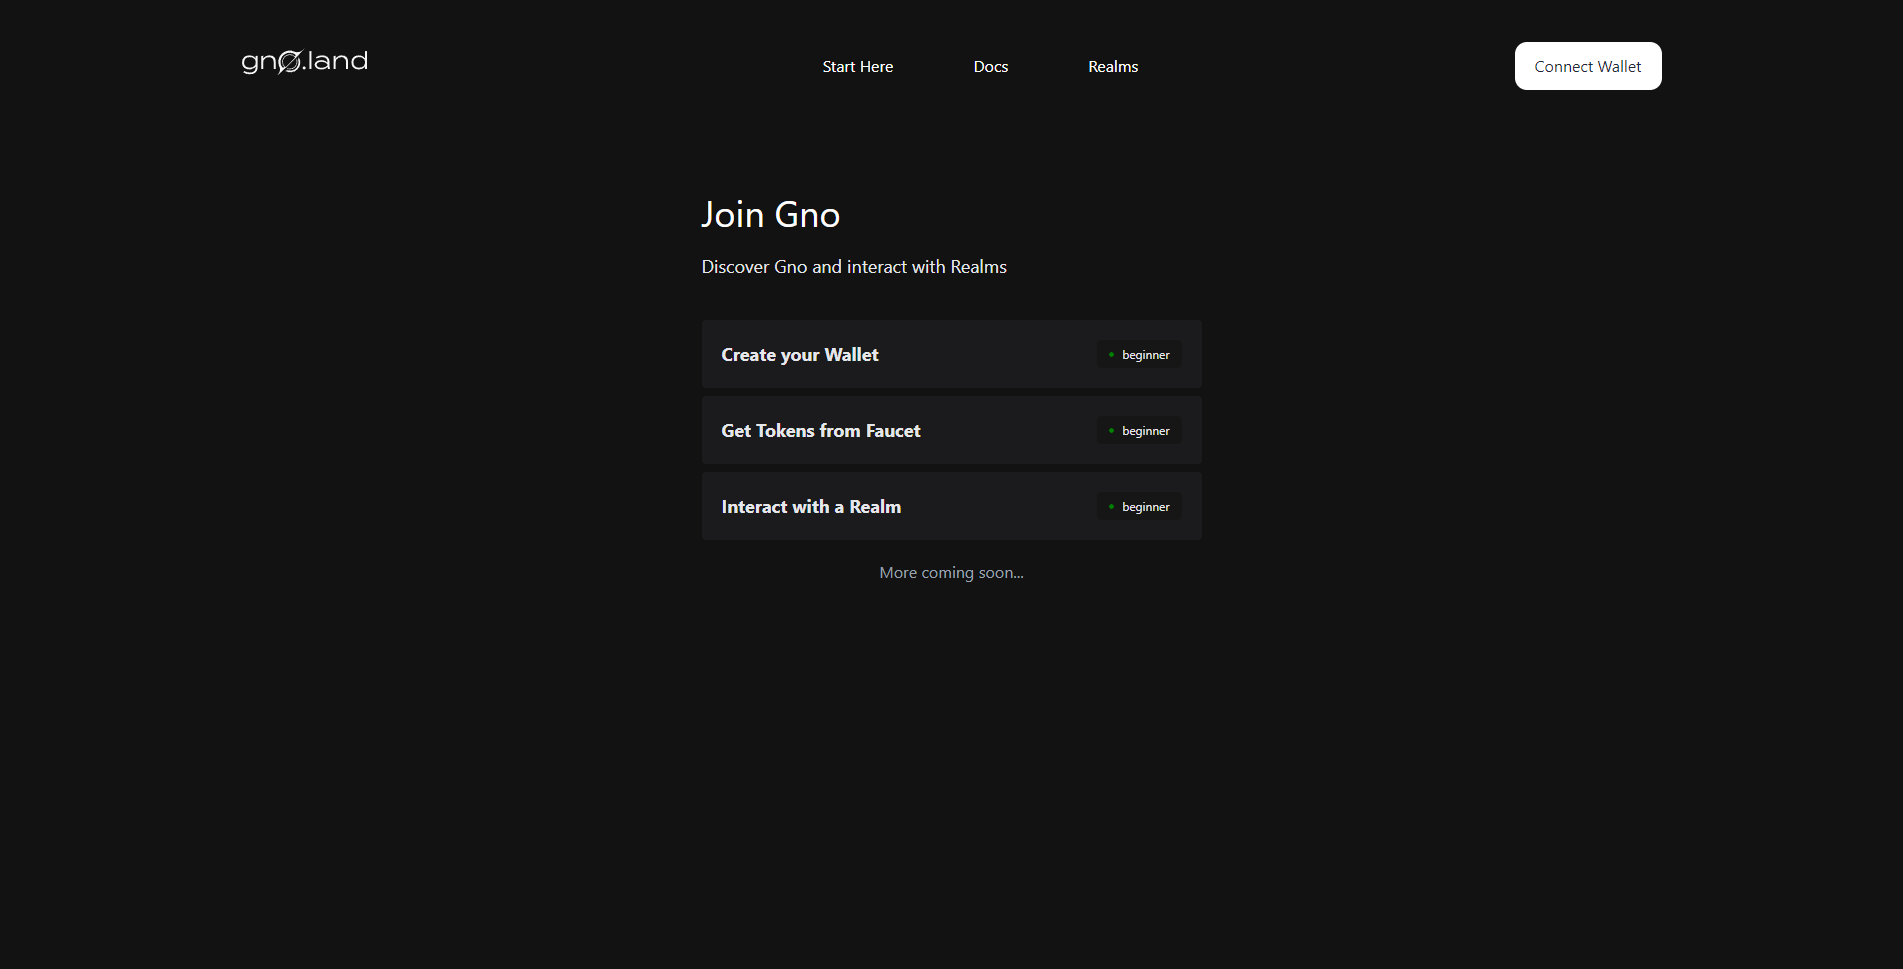 gno.land
Start Here
Docs
Realms
Connect Wallet
Join Gno
Discover Gno and interact with Realms
Create your Wallet
beginner
Get Tokens from Faucet
beginner
Interact with a Realm
beginner
More coming soon...